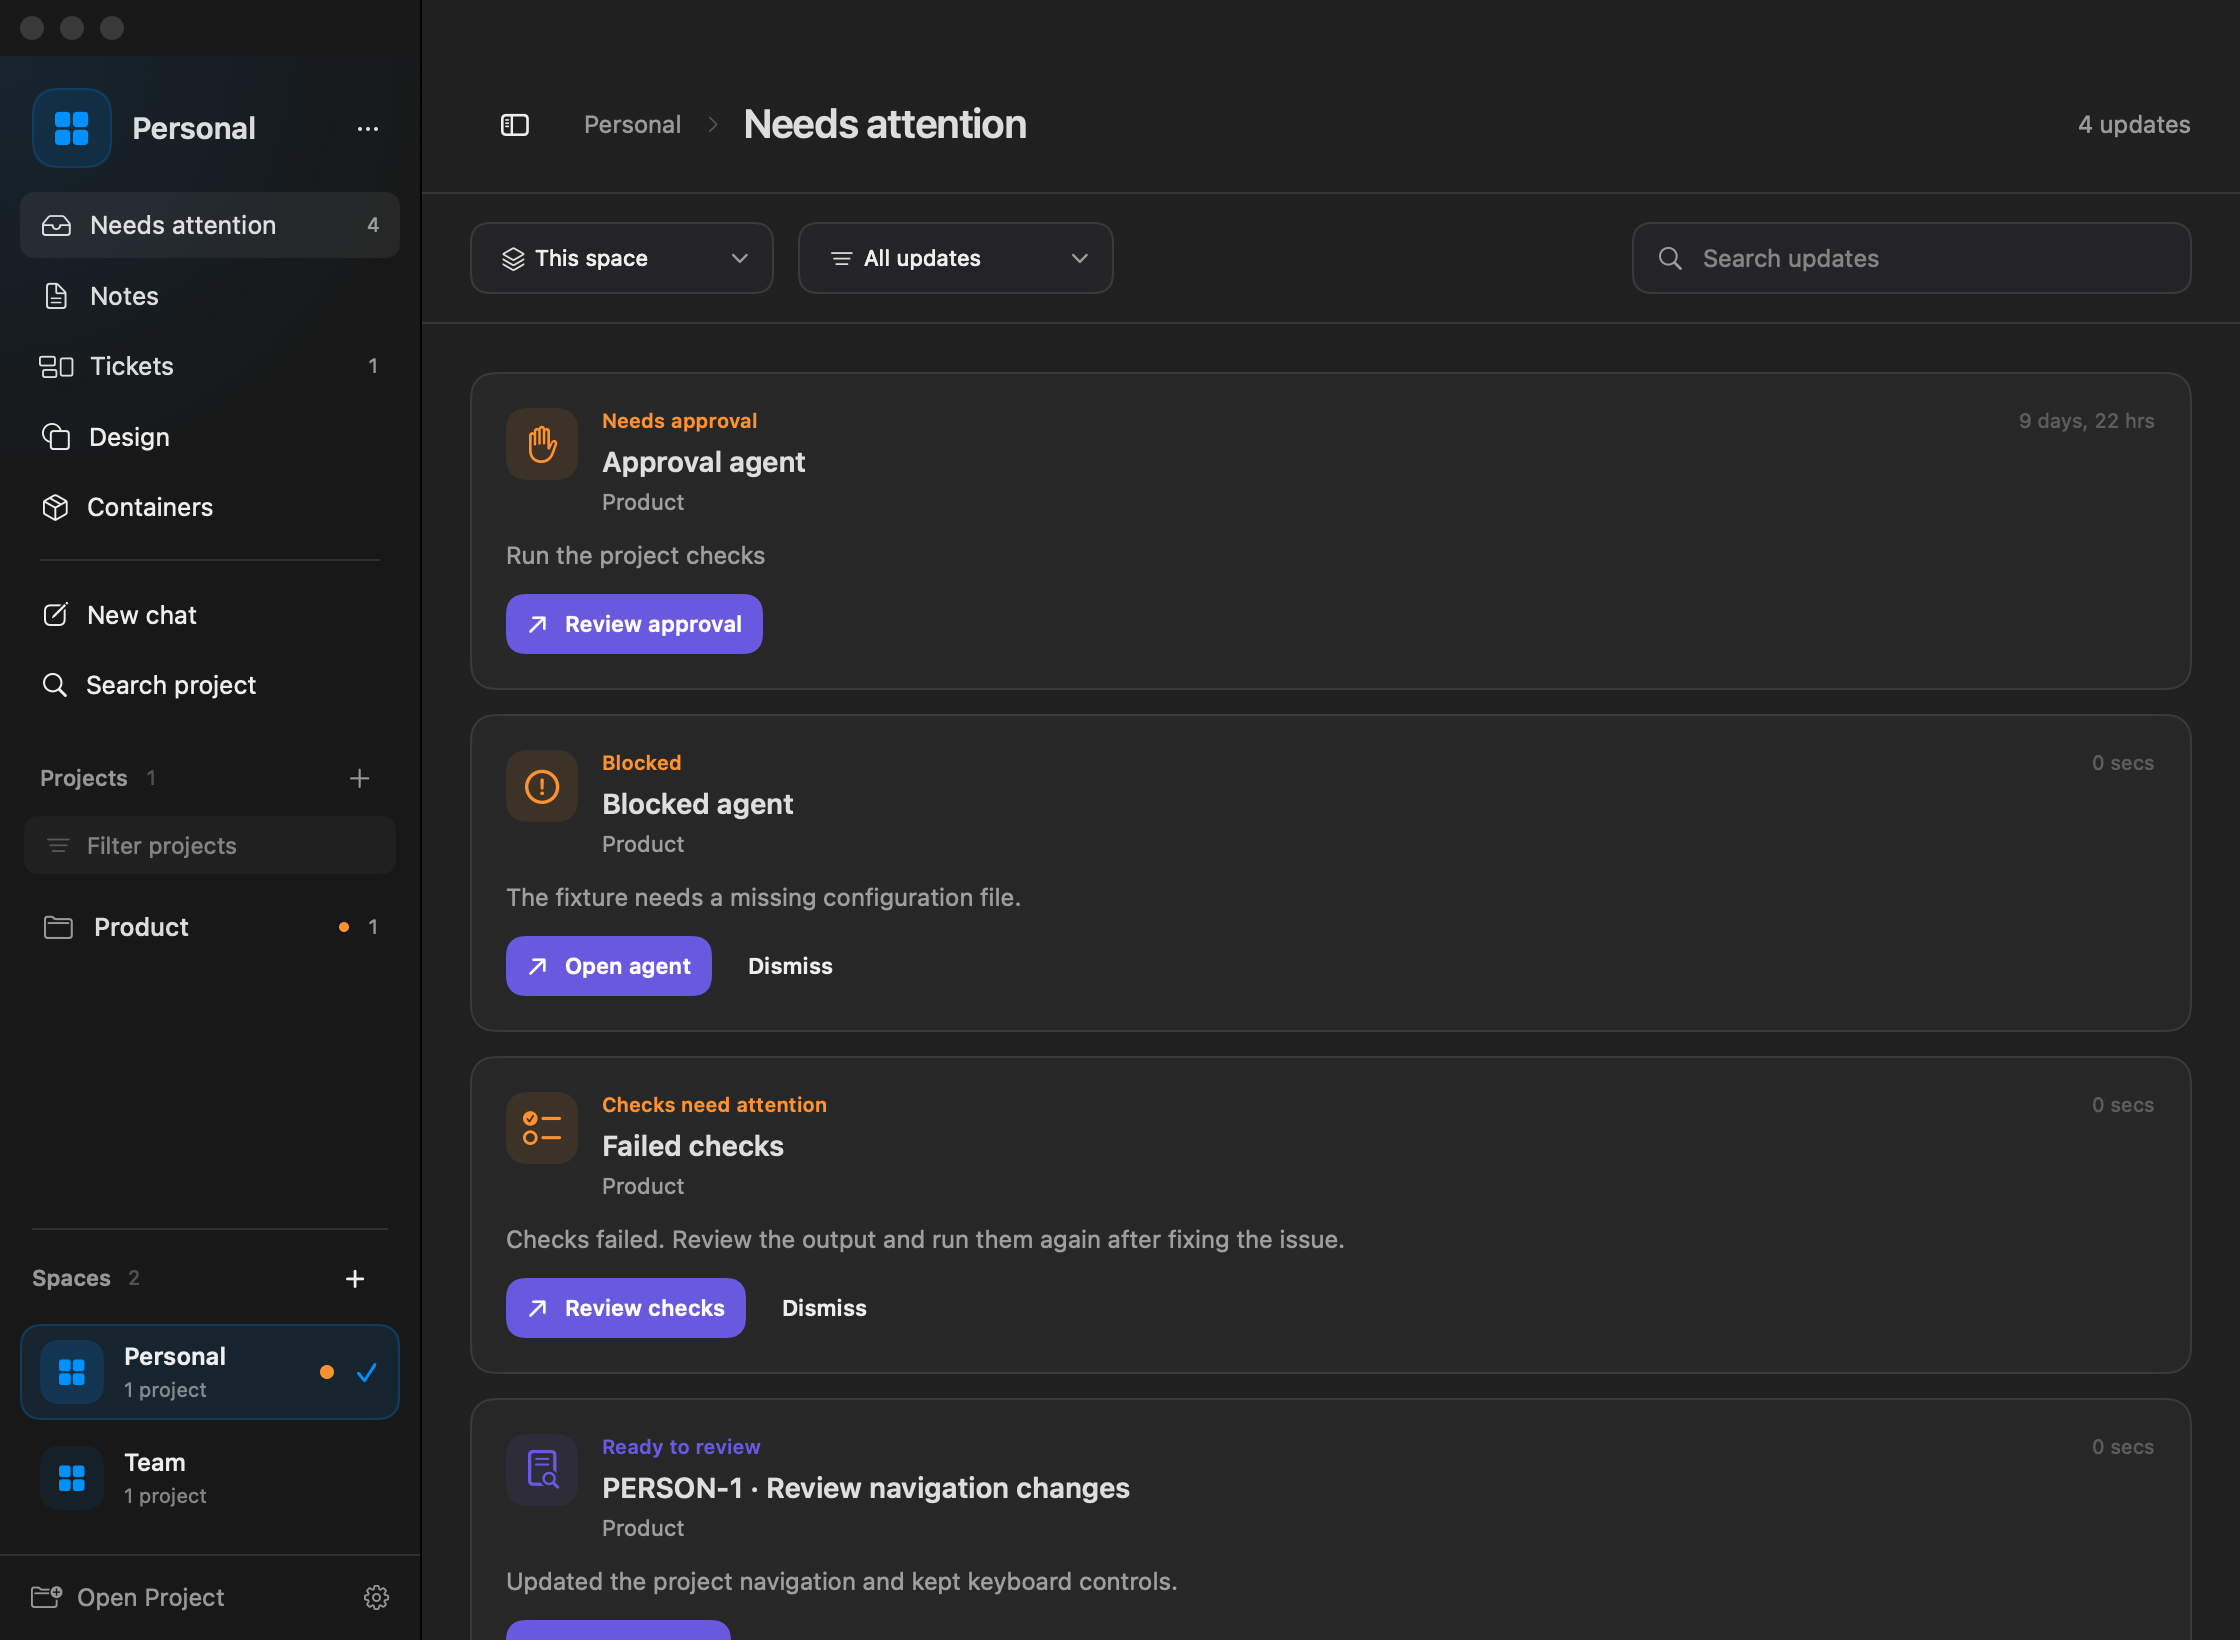 Personal
Needs attention 4
Notes
Tickets 1
Design
Containers
New chat
Search project
Projects 1
Filter projects
Product 1
Spaces 2
Personal
1 project
Team
1 project
Open Project
Personal > Needs attention
4 updates
This space
All updates
Search updates
Needs approval
9 days, 22 hrs
Approval agent
Product
Run the project checks
Review approval
Blocked
0 secs
Blocked agent
Product
The fixture needs a missing configuration file.
Open agent
Dismiss
Checks need attention
0 secs
Failed checks
Product
Checks failed. Review the output and run them again after fixing the issue.
Review checks
Dismiss
Ready to review
0 secs
PERSON-1 · Review navigation changes
Product
Updated the project navigation and kept keyboard controls.